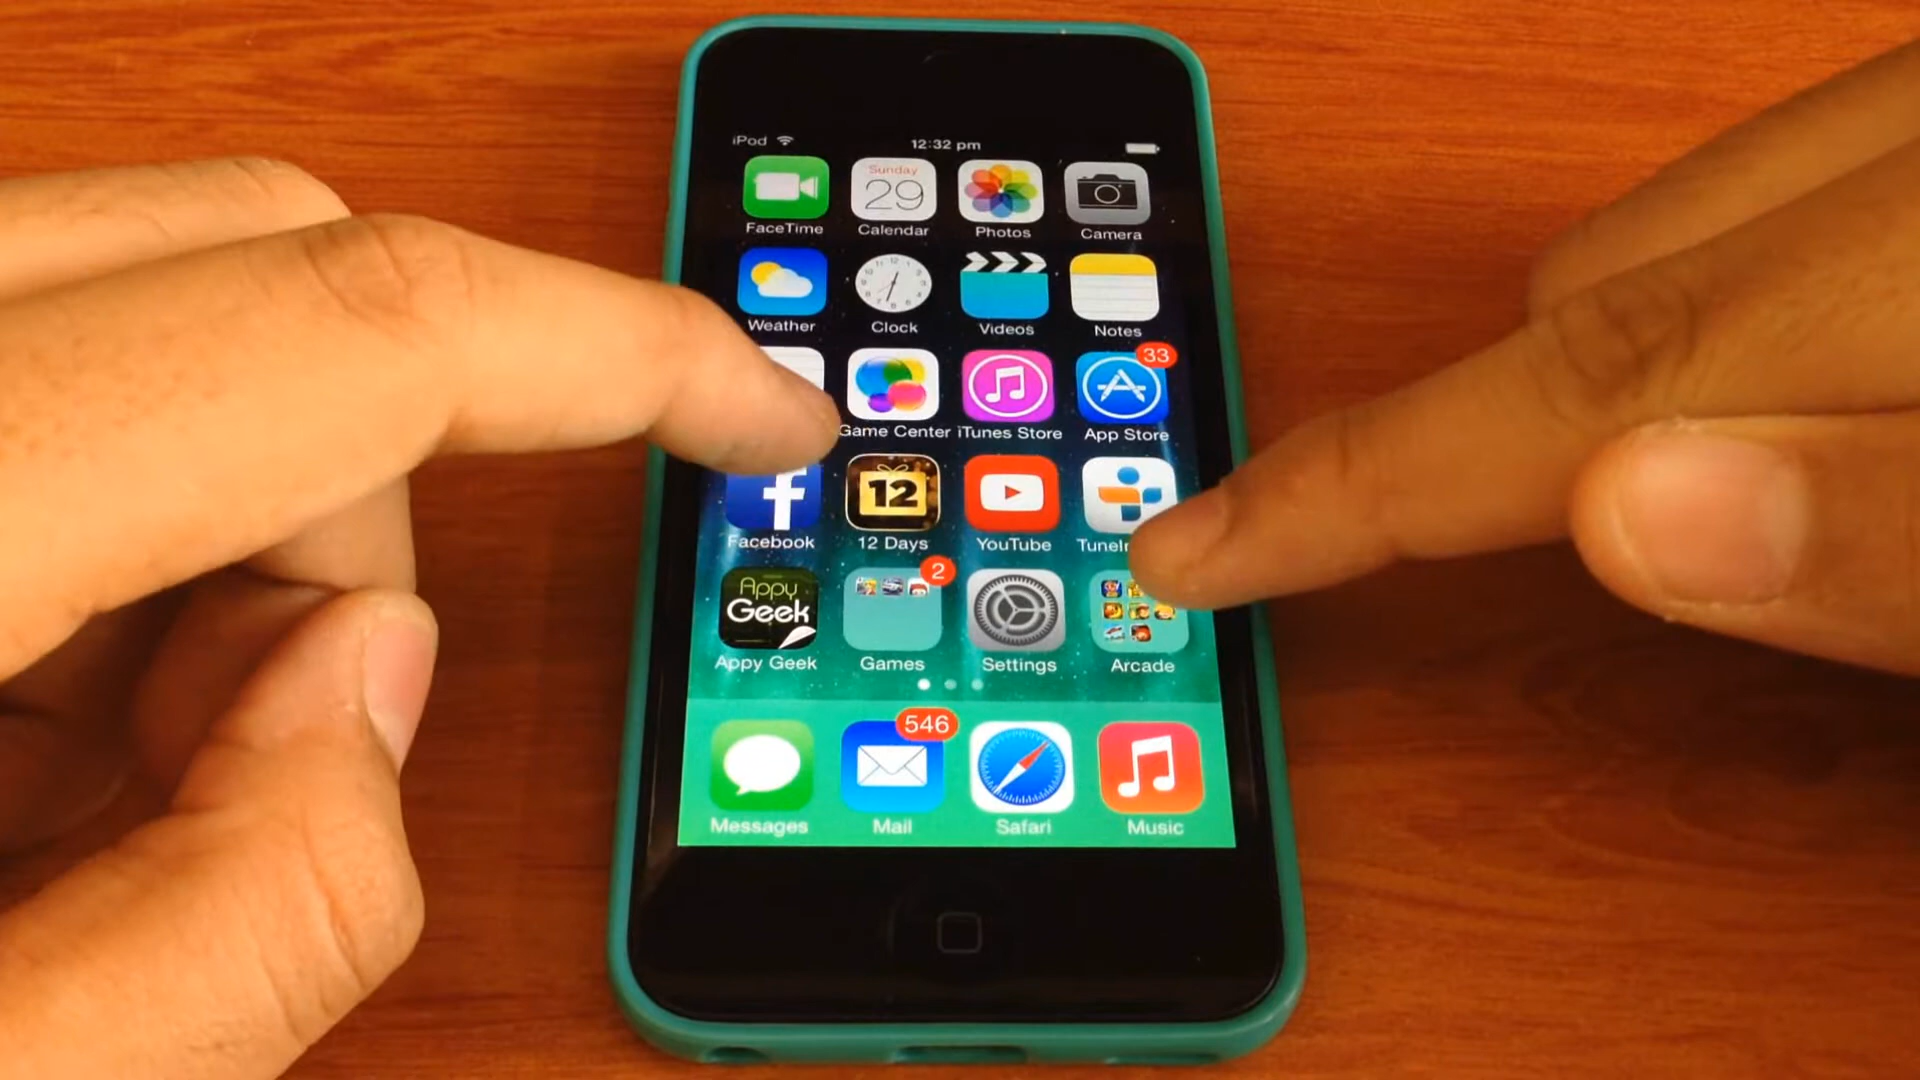 iPod 12:32 pm
Sunday
29
FaceTime Calendar Photos Camera
Weather Clock Videos Notes
33
Game Center iTunes Store App Store
12
Facebook 12 Days YouTube TuneIn
Appy
Geek
2
Appy Geek Games Settings Arcade
546
Messages Mail Safari Music